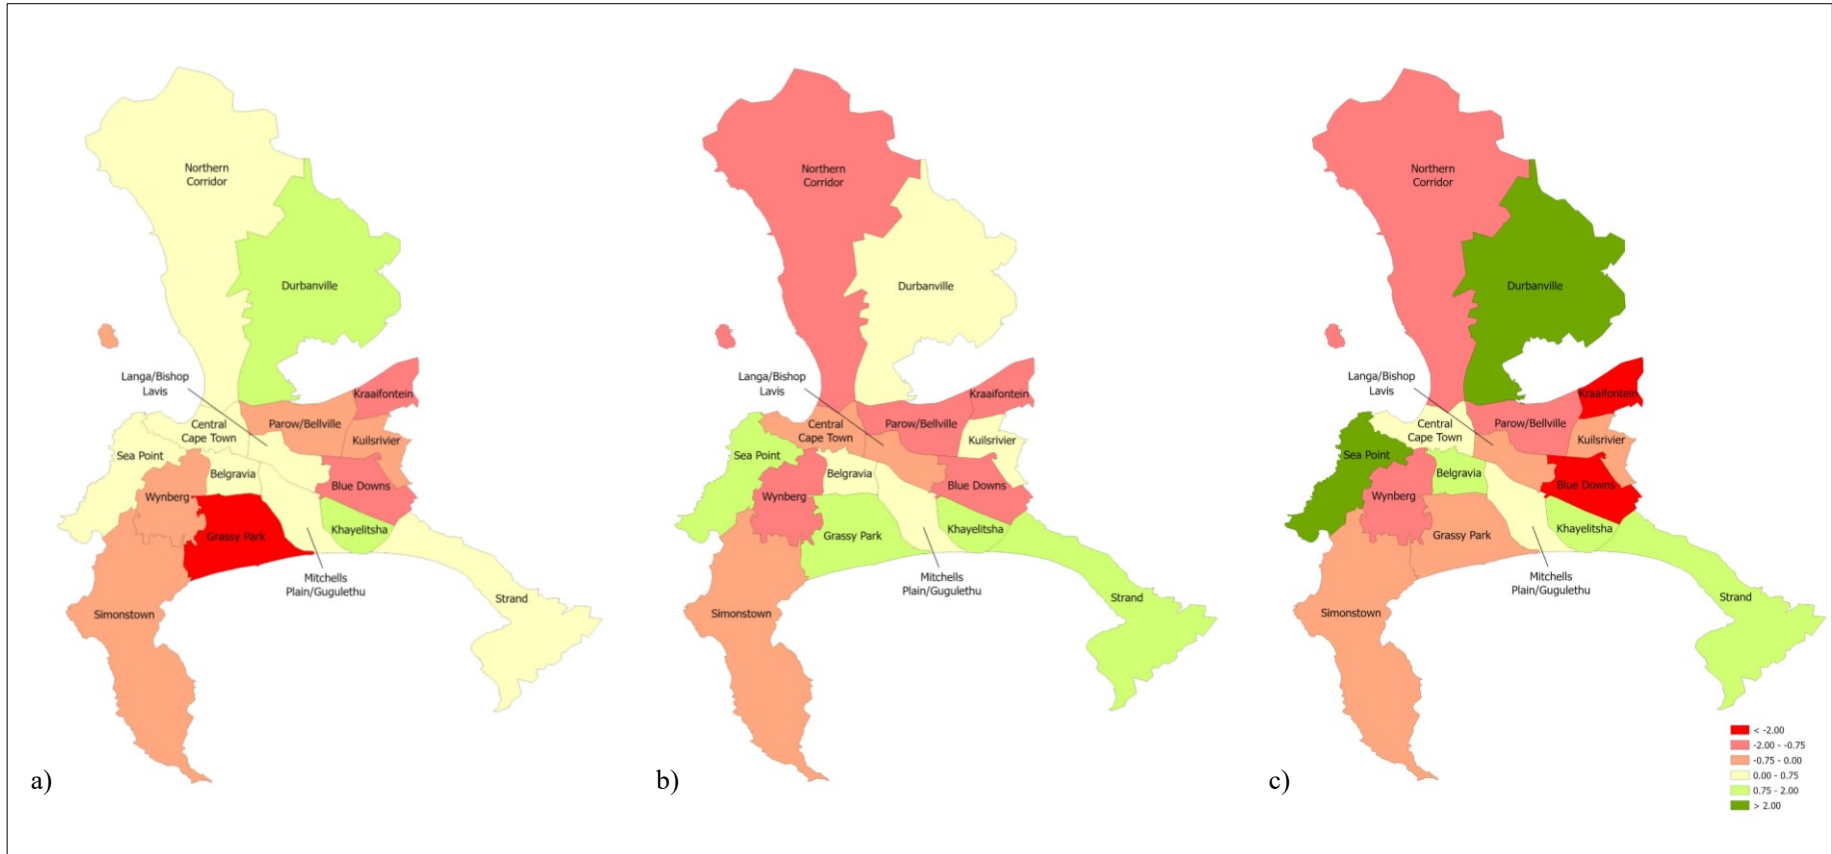 Northern
Corridor
Durbanville
Langa/Bishop
Lavis
Kraaifontein
Central
Cape Town
Parow/Bellville
Kuilsrivier
Sea Point
Belgravia
Blue Downs
Wynberg
Khayelitsha
Grassy Park
Mitchells
Plain/Gugulethu
Strand
Simonstown
a)
Northern
Corridor
Durbanville
Langa/Bishop
Lavis
Kraaifontein
Central
Cape Town
Parow/Bellville
Kuilsrivier
Sea Point
Belgravia
Blue Downs
Wynberg
Khayelitsha
Grassy Park
Mitchells
Plain/Gugulethu
Strand
Simonstown
b)
Northern
Corridor
Durbanville
Langa/Bishop
Lavis
Kraaifontein
Central
Cape Town
Parow/Bellville
Kuilsrivier
Sea Point
Belgravia
Blue Downs
Wynberg
Khayelitsha
Grassy Park
Mitchells
Plain/Gugulethu
Strand
Simonstown
c)
< -2.00
-2.00 - -0.75
-0.75 - 0.00
0.00 - 0.75
0.75 - 2.00
> 2.00